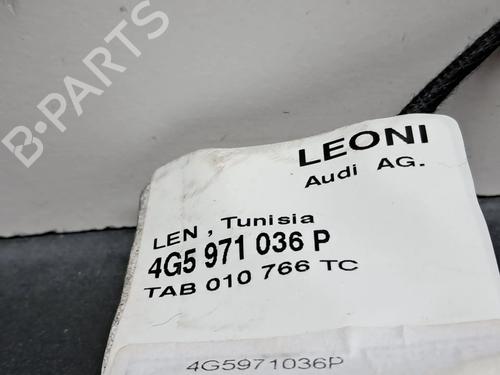 B-PARTS
LEONI
Audi AG.
LEN , Tunisia
4G5 971 036 P
TAB 010 766 TC
4G5971036P